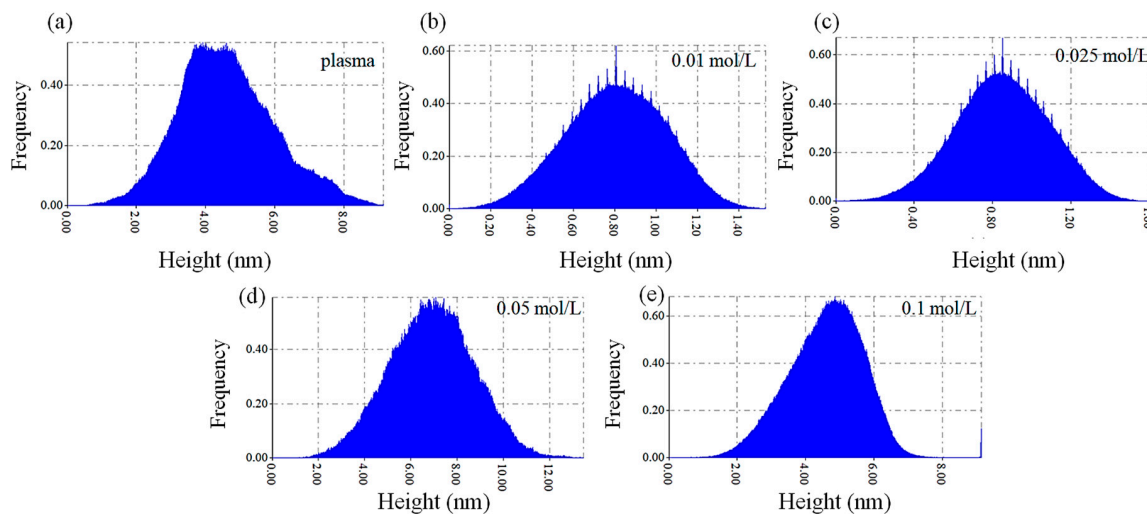 (a)
plasma
Frequency
0.40
0.20
0.00
0.00 2.00 4.00 6.00 8.00
Height (nm)
(b)
0.01 mol/L
Frequency
0.60
0.40
0.20
0.00
0.00 0.20 0.40 0.60 0.80 1.00 1.20 1.40
Height (nm)
(c)
0.025 mol/L
Frequency
0.60
0.40
0.20
0.00
0.00 0.40 0.80 1.20
Height (nm)
(d)
0.05 mol/L
Frequency
0.40
0.20
0.00
0.00 2.00 4.00 6.00 8.00 10.00 12.00
Height (nm)
(e)
0.1 mol/L
Frequency
0.60
0.40
0.20
0.00
0.00 2.00 4.00 6.00 8.00
Height (nm)